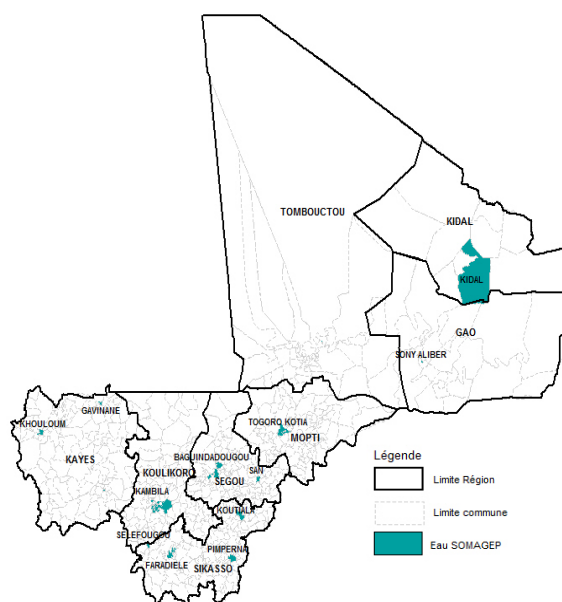 TOMBOUCTOU
KIDAL
KIDAL
GAO
SONY ALIBER
GAVINANE
KHOULOUM
TOGORO KOTIA
MOPTI
KAYES
BAGUINDADOUGOU
KOULIKORO
SAN
SEGOU
KAMBILA
KOUTIALA
SELEFOUGOU
PIMPERNA
FARADIELE
SIKASSO
Légende
Limite Région
Limite commune
Eau SOMAGEP